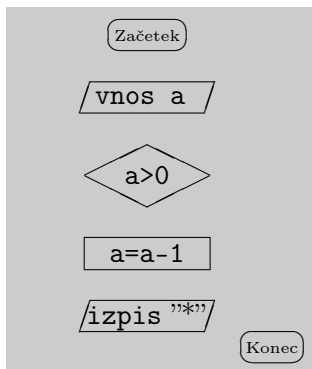 Začetek
vnos a
a>0
a=a-1
izpis ”*”
Konec